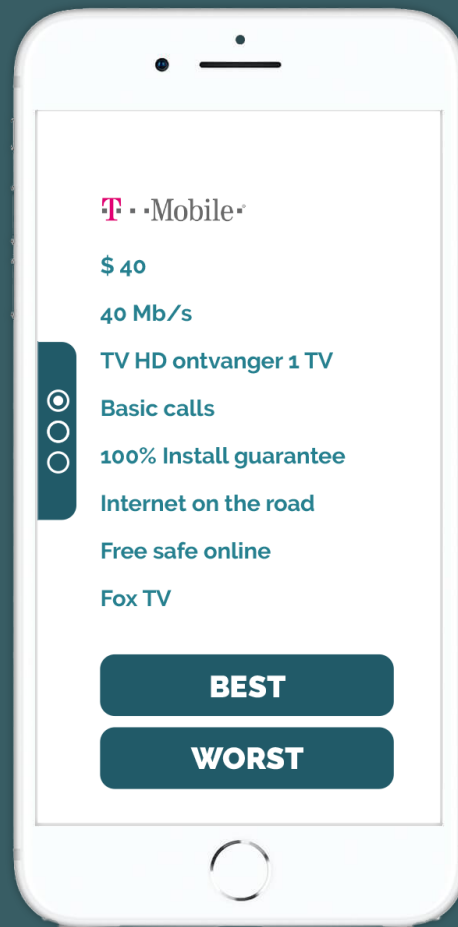 T··Mobile·
$ 40
40 Mb/s
TV HD ontvanger 1 TV
Basic calls
100% Install guarantee
Internet on the road
Free safe online
Fox TV
BEST
WORST